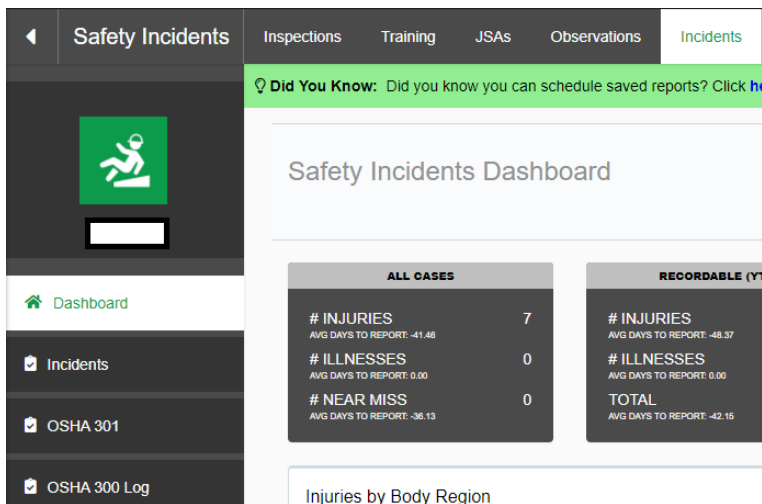 Safety Incidents
Inspections
Training
JSAs
Observations
Incidents
Did You Know: Did you know you can schedule saved reports? Click
Safety Incidents Dashboard
Dashboard
Incidents
OSHA 301
OSHA 300 Log
ALL CASES
# INJURIES 7
AVG DAYS TO REPORT: -41.46
# ILLNESSES 0
AVG DAYS TO REPORT: 0.00
# NEAR MISS 0
AVG DAYS TO REPORT: -36.13
RECORDABLE (YT
# INJURIES
AVG DAYS TO REPORT: -48.37
# ILLNESSES
AVG DAYS TO REPORT: 0.00
TOTAL
AVG DAYS TO REPORT: -42.15
Injuries by Body Region